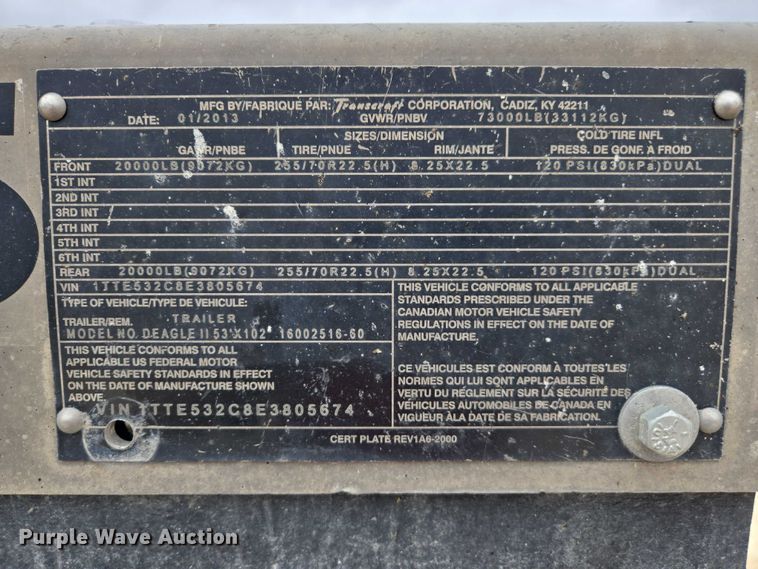 MFG BY/FABRIQUÉ PAR: Transcraft CORPORATION, CADIZ, KY 42211
DATE: 01/2013 GVWR/PNBV 73000LB(33112KG)
SIZES/DIMENSION COLD TIRE INFL
GAWR/PNBE TIRE/PNUE RIM/JANTE PRESS. DE GONF. À FROID
FRONT 20000LB(9072KG) 255/70R22.5(H) 8.25X22.5 120 PSI(830kPa)DUAL
1ST INT
2ND INT
3RD INT
4TH INT
5TH INT
6TH INT
REAR 20000LB(9072KG) 255/70R22.5(H) 8.25X22.5 120 PSI(830kPa)DUAL
VIN 1TTE532C8E3805674
TYPE OF VEHICLE/TYPE DE VEHICULE:
TRAILER/REM. TRAILER
MODEL NO. DEAGLE II 53'X102" 16002516-60
THIS VEHICLE CONFORMS TO ALL
APPLICABLE US FEDERAL MOTOR
VEHICLE SAFETY STANDARDS IN EFFECT
ON THE DATE OF MANUFACTURE SHOWN
ABOVE.
VIN 1TTE532C8E3805674
THIS VEHICLE CONFORMS TO ALL APPLICABLE
STANDARDS PRESCRIBED UNDER THE
CANADIAN MOTOR VEHICLE SAFETY
REGULATIONS IN EFFECT ON THE DATE OF
MANUFACTURE.
CE VÉHICULE EST CONFORM À TOUTES LES
NORMES QUI LUI SONT APPLICABLES EN
VERTU DU RÉGLEMENT SUR LA SÉCURITÉ DES
VÉHICULES AUTOMOBILES DE CANADA EN
VIGUEUR ÀLA DATE DE SA FABRICATION.
CERT PLATE REV1A6-2000
Purple Wave Auction